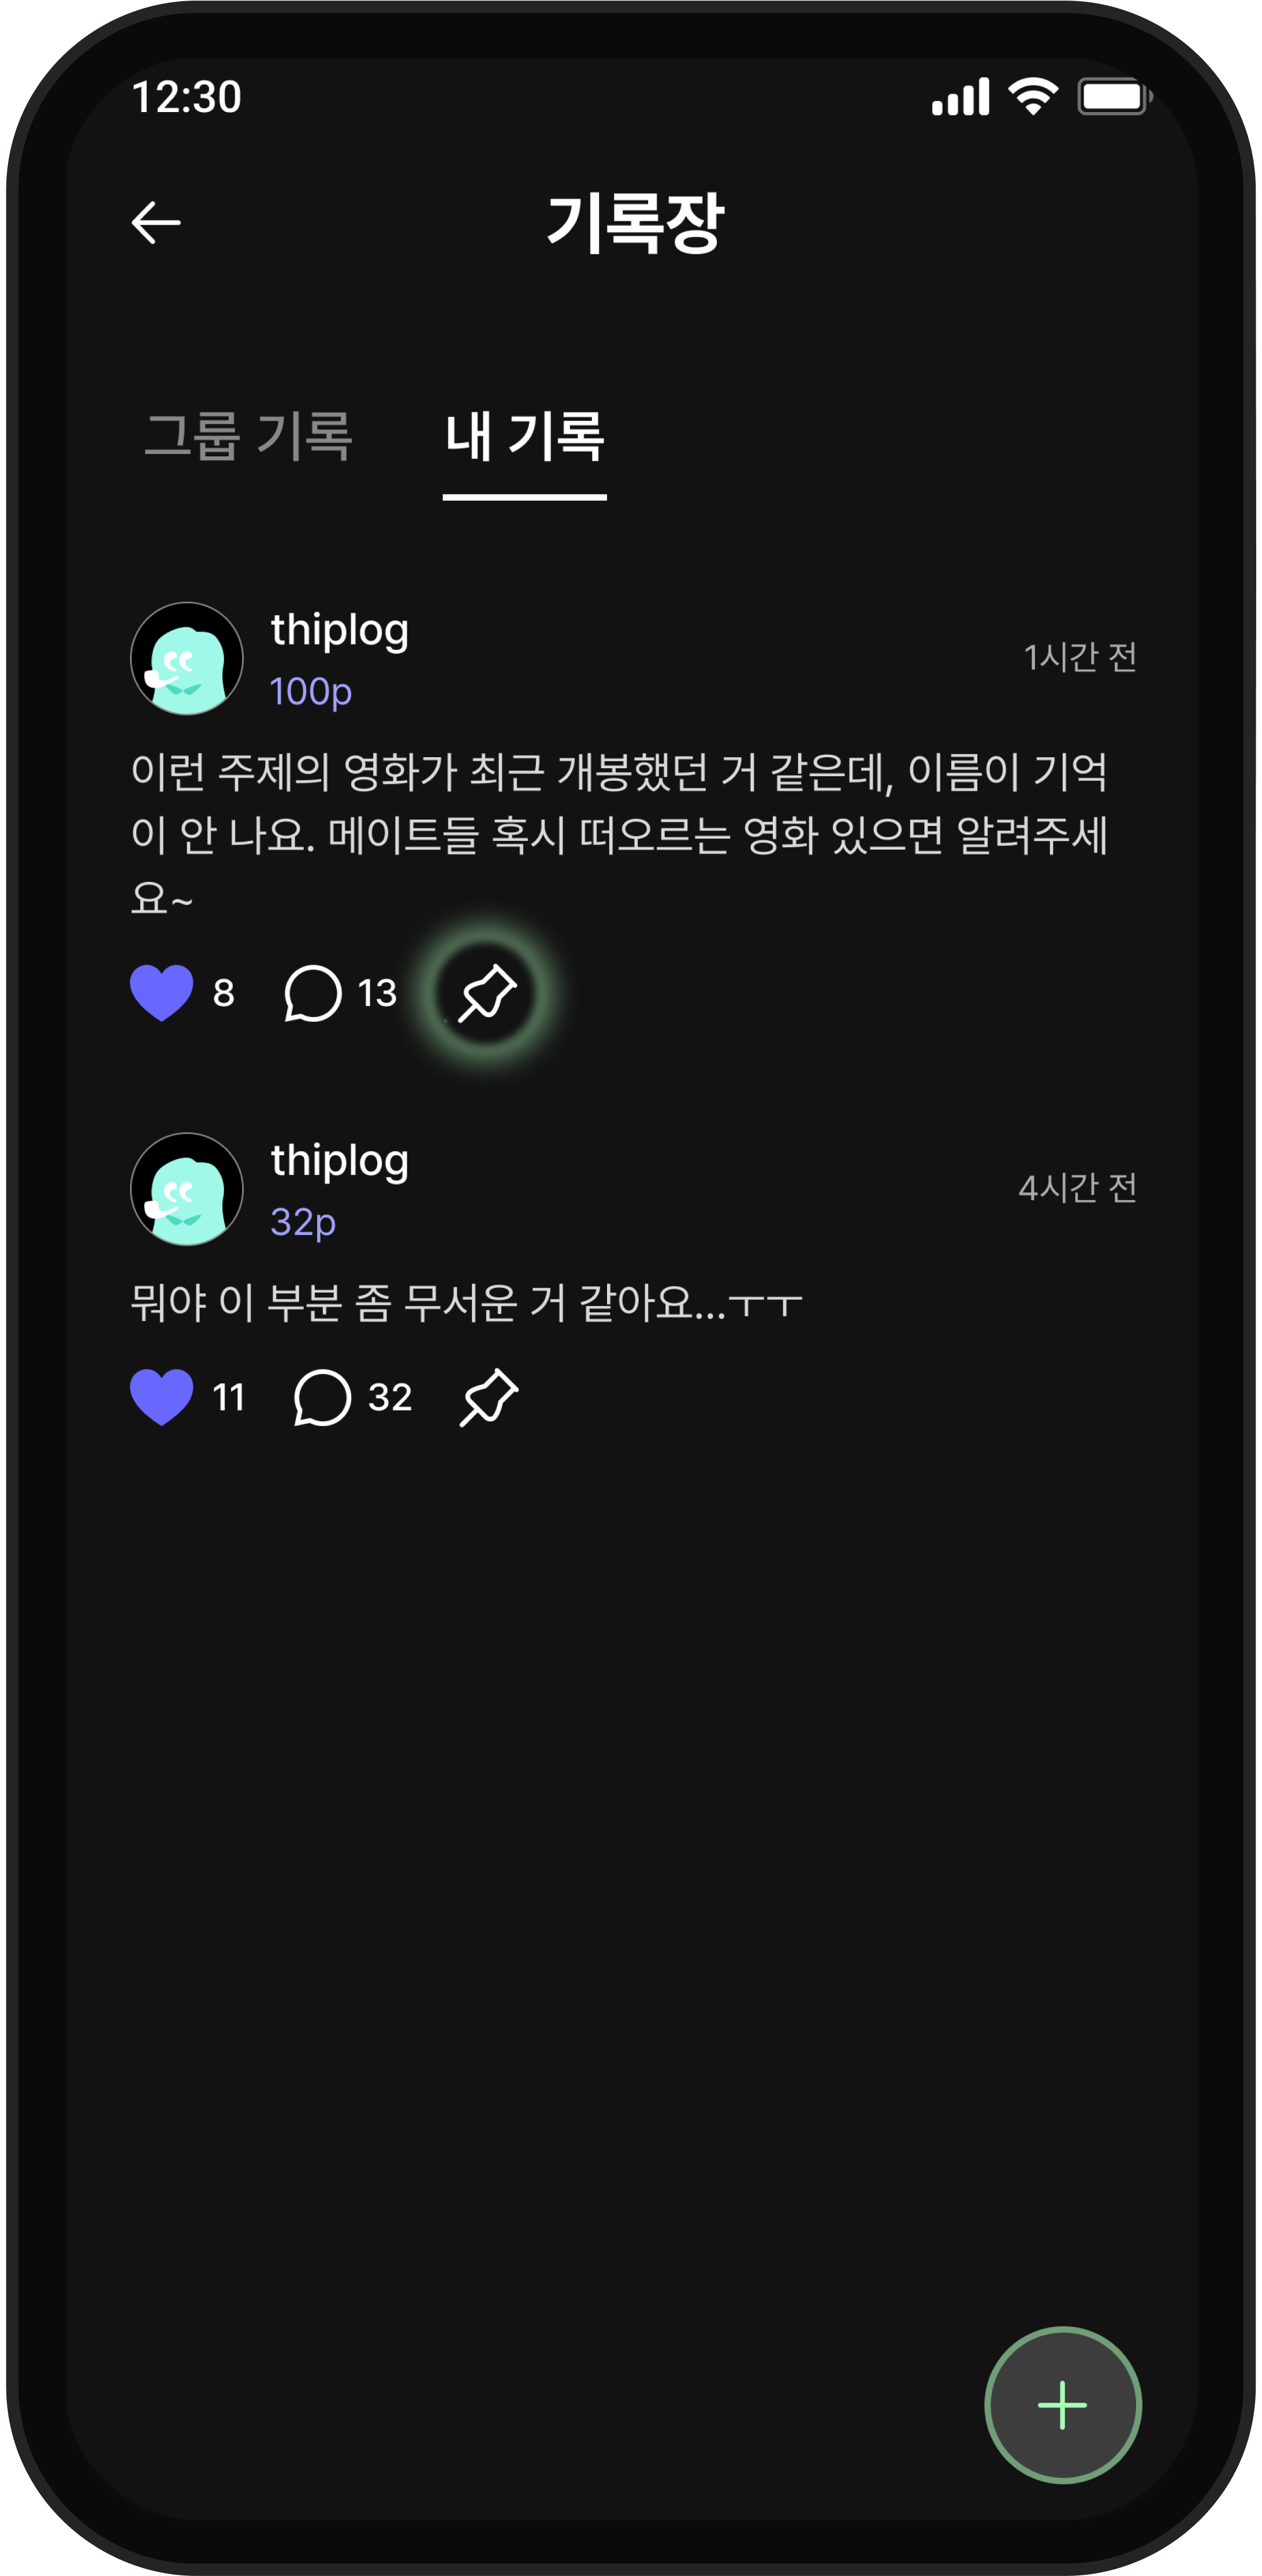 12:30
기록장
그룹 기록
내 기록
thiplog
100p
1시간 전
이런 주제의 영화가 최근 개봉했던 거 같은데, 이름이 기억
이 안 나요. 메이트들 혹시 떠오르는 영화 있으면 알려주세
요~
8
13
thiplog
32p
4시간 전
뭐야 이 부분 좀 무서운 거 같아요...ㅜㅜ
11
32